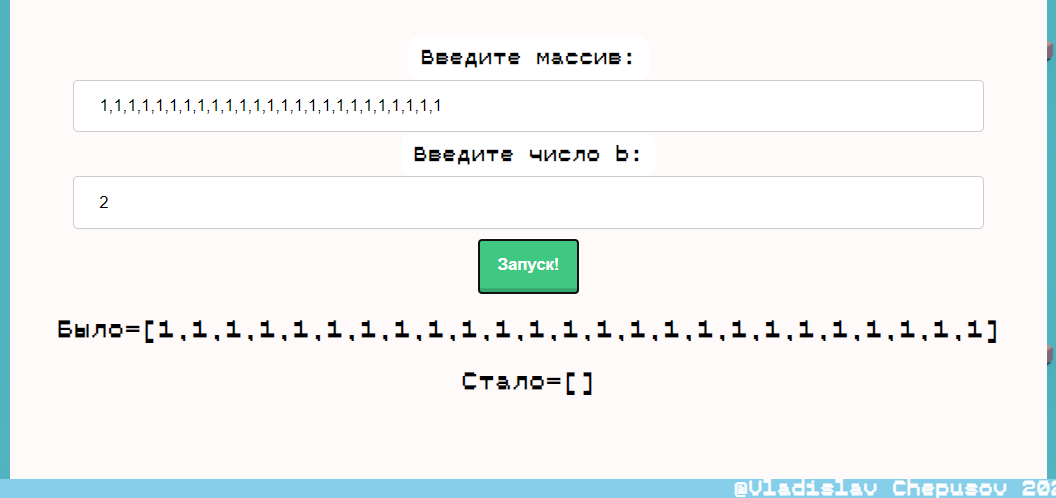 Введите массив:
1,1,1,1,1,1,1,1,1,1,1,1,1,1,1,1,1,1,1,1,1,1,1,1,1
Введите число b:
2
Запуск!
Было=[1,1,1,1,1,1,1,1,1,1,1,1,1,1,1,1,1,1,1,1,1,1,1,1,1]
Стало=[]
@Vladislav Chepusov